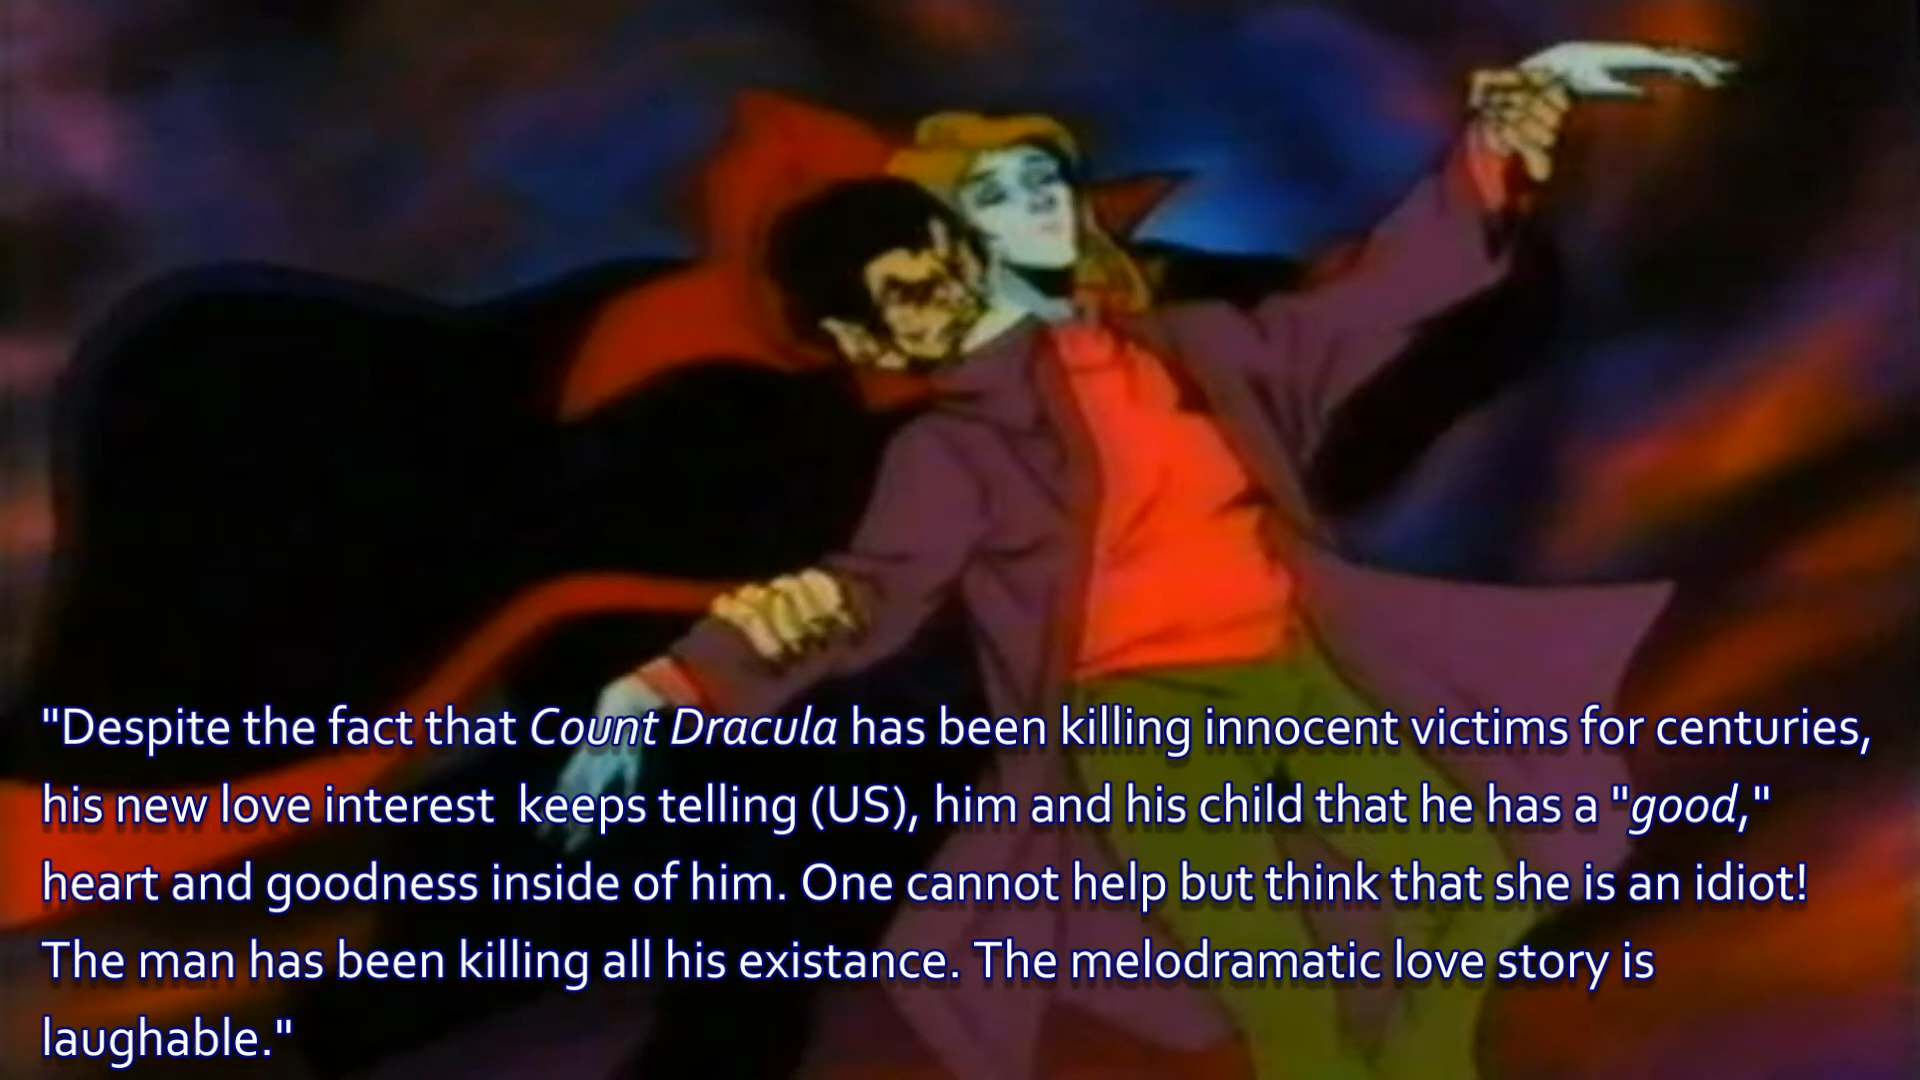 "Despite the fact that Count Dracula has been killing innocent victims for centuries,
his new love interest  keeps telling (US), him and his child that he has a "good,"
heart and goodness inside of him. One cannot help but think that she is an idiot!
The man has been killing all his existance. The melodramatic love story is
laughable."